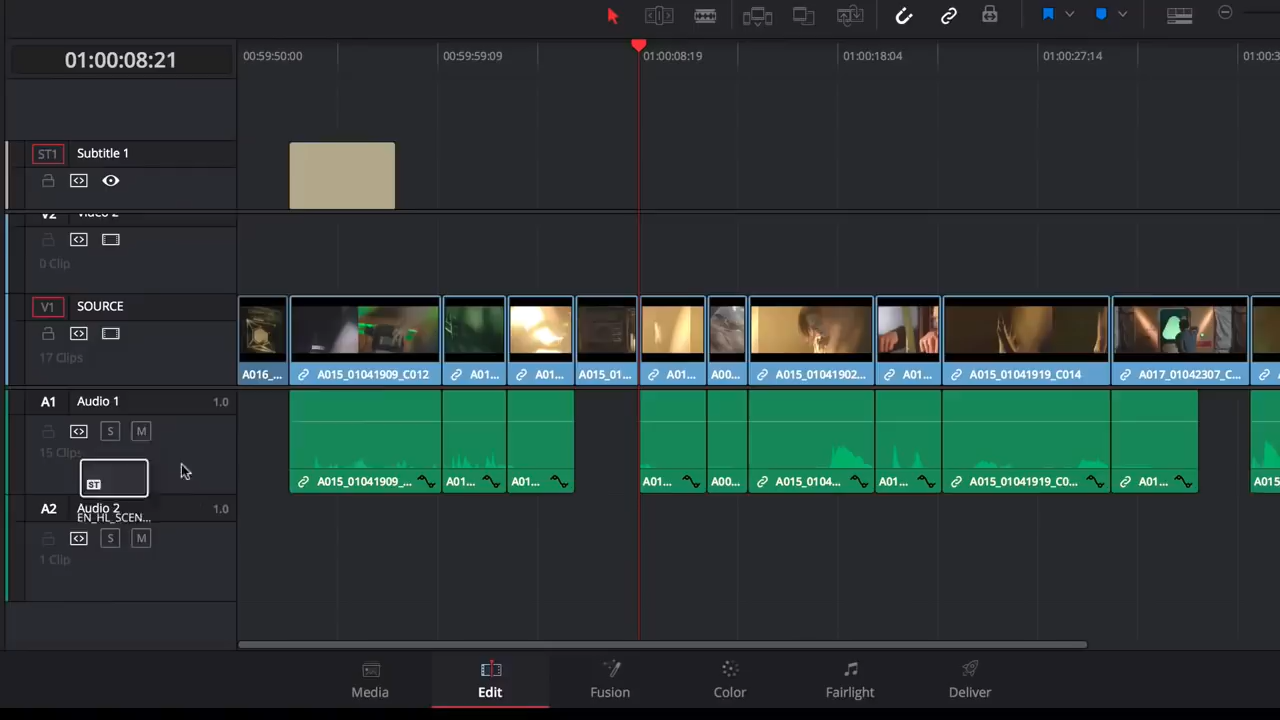 01:00:08:21
00:59:50:00 00:59:59:09 01:00:08:19 01:00:18:04 01:00:27:14 01:00:3
ST1 Subtitle 1
V2 Video 2
0 Clip
V1 SOURCE
17 Clips
A016_... A015_01041909_C012 A01... A01... A015_01... A01... A00... A015_01041902... A01... A015_01041919_C014 A017_01042307_C...
A1 Audio 1 1.0
S M
15 Clips
ST
A015_01041909_... A01... A01... A01... A00... A015_0104... A01... A015_01041919_C0... A01... A015
A2 Audio 2 1.0
EN_HL_SCEN...
S M
1 Clip
Media Edit Fusion Color Fairlight Deliver